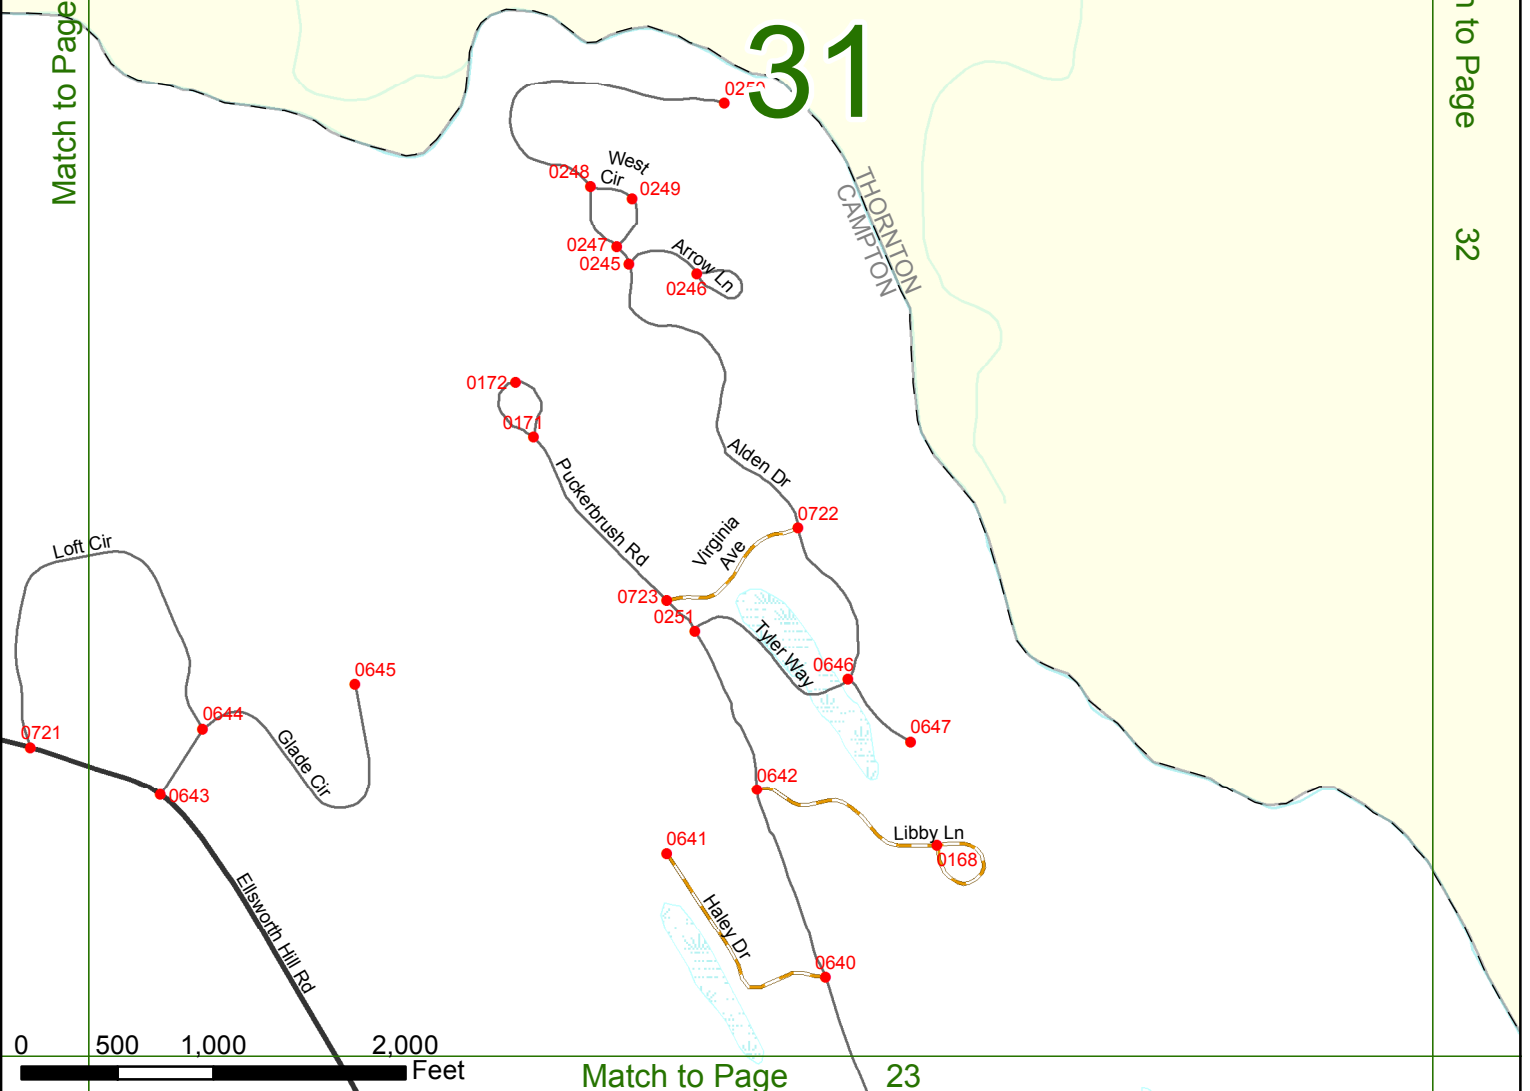 Match to Page
31
n to Page
32
THORNTON
CAMPTON
West
Cir
0248
0249
0247
0245
Arrow Ln
0246
0172
0171
Puckerbrush Rd
Alden Dr
0722
Virginia
Ave
0723
0251
Tyler Way
0646
0647
Loft Cir
0645
0644
0721
Glade Cir
0643
0642
0641
Libby Ln
0168
Haley Dr
0640
Ellsworth Hill Rd
0 500 1,000 2,000
Feet
Match to Page 23